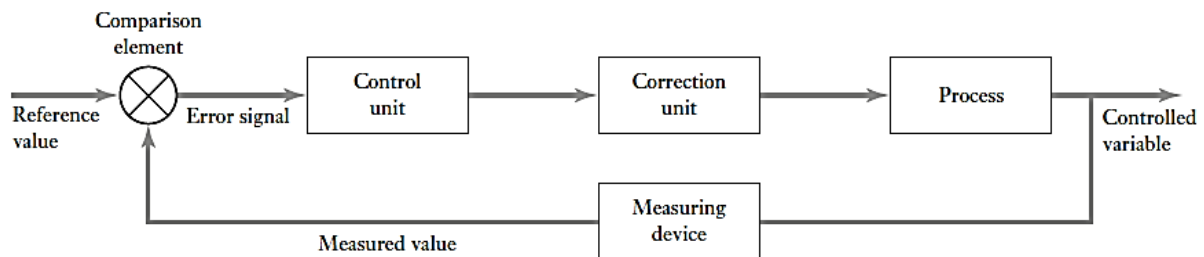 Comparison
element
Reference
value
Error signal
Control
unit
Correction
unit
Process
Controlled
variable
Measuring
device
Measured value